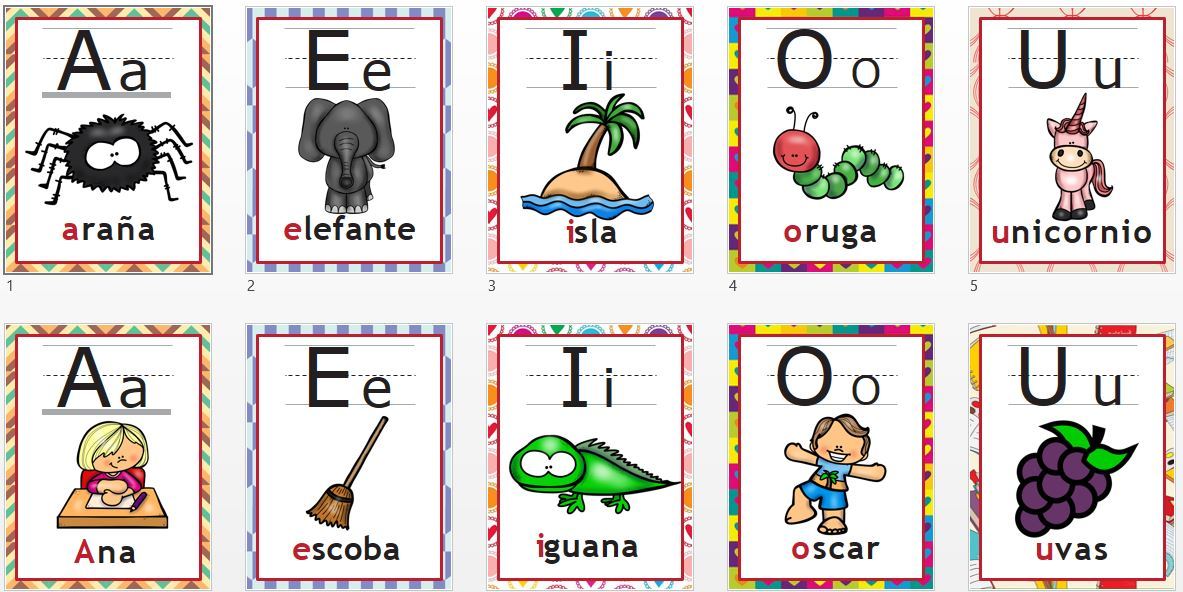 Aa
araña
Ee
elefante
Ii
isla
Oo
oruga
Uu
unicornio
1
2
3
4
5
Aa
Ana
Ee
escoba
Ii
iguana
Oo
oscar
Uu
uvas